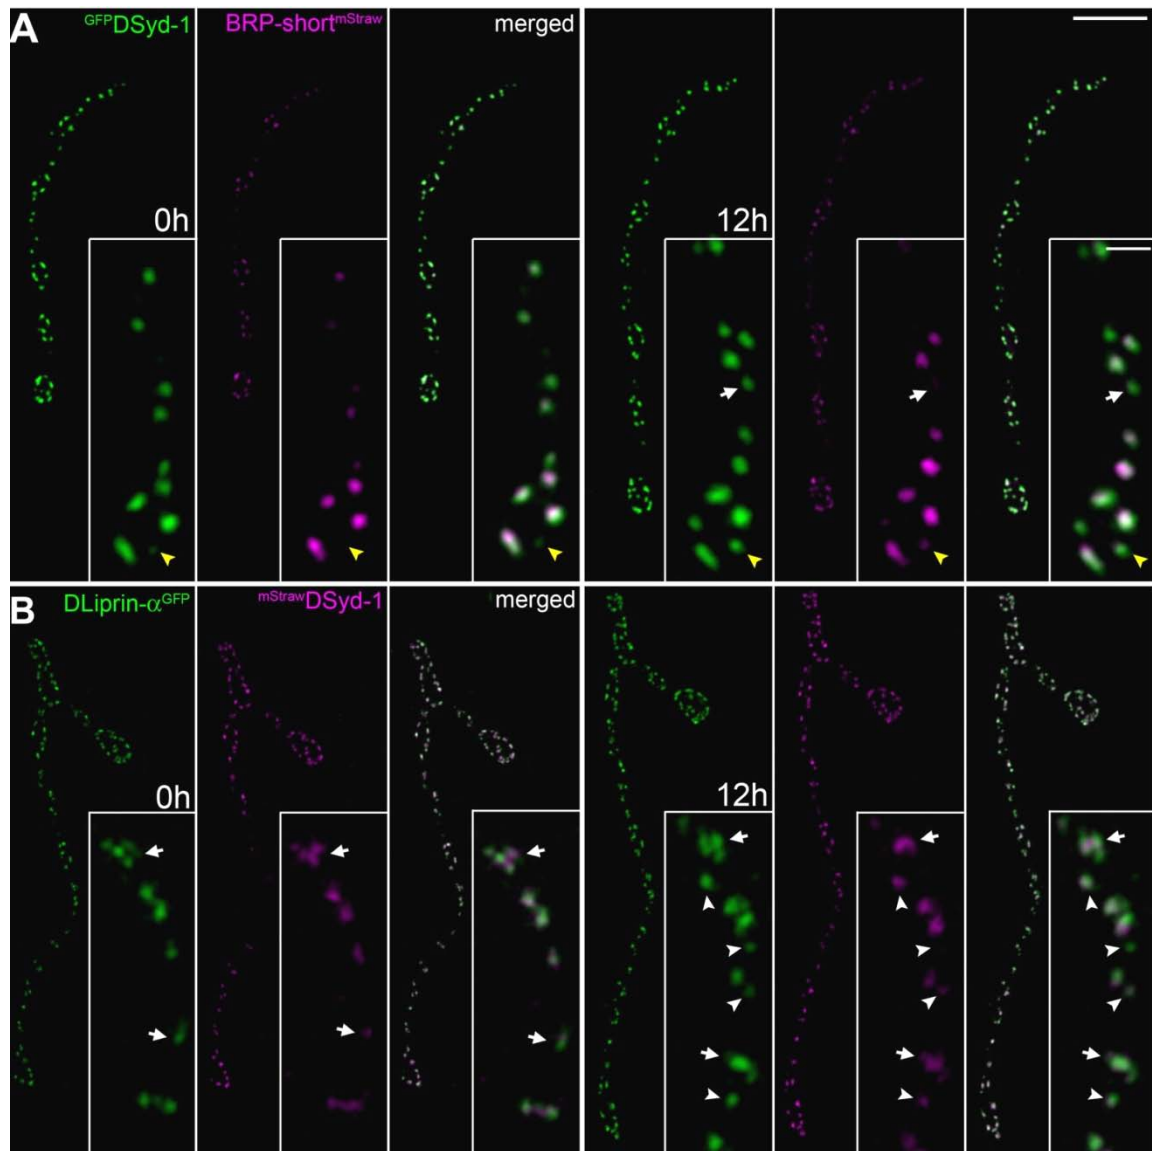 A
GFPDSyd-1 BRP-shortmStraw merged
0h 12h
B
DLiprin-αGFP mStrawDSyd-1 merged
0h 12h